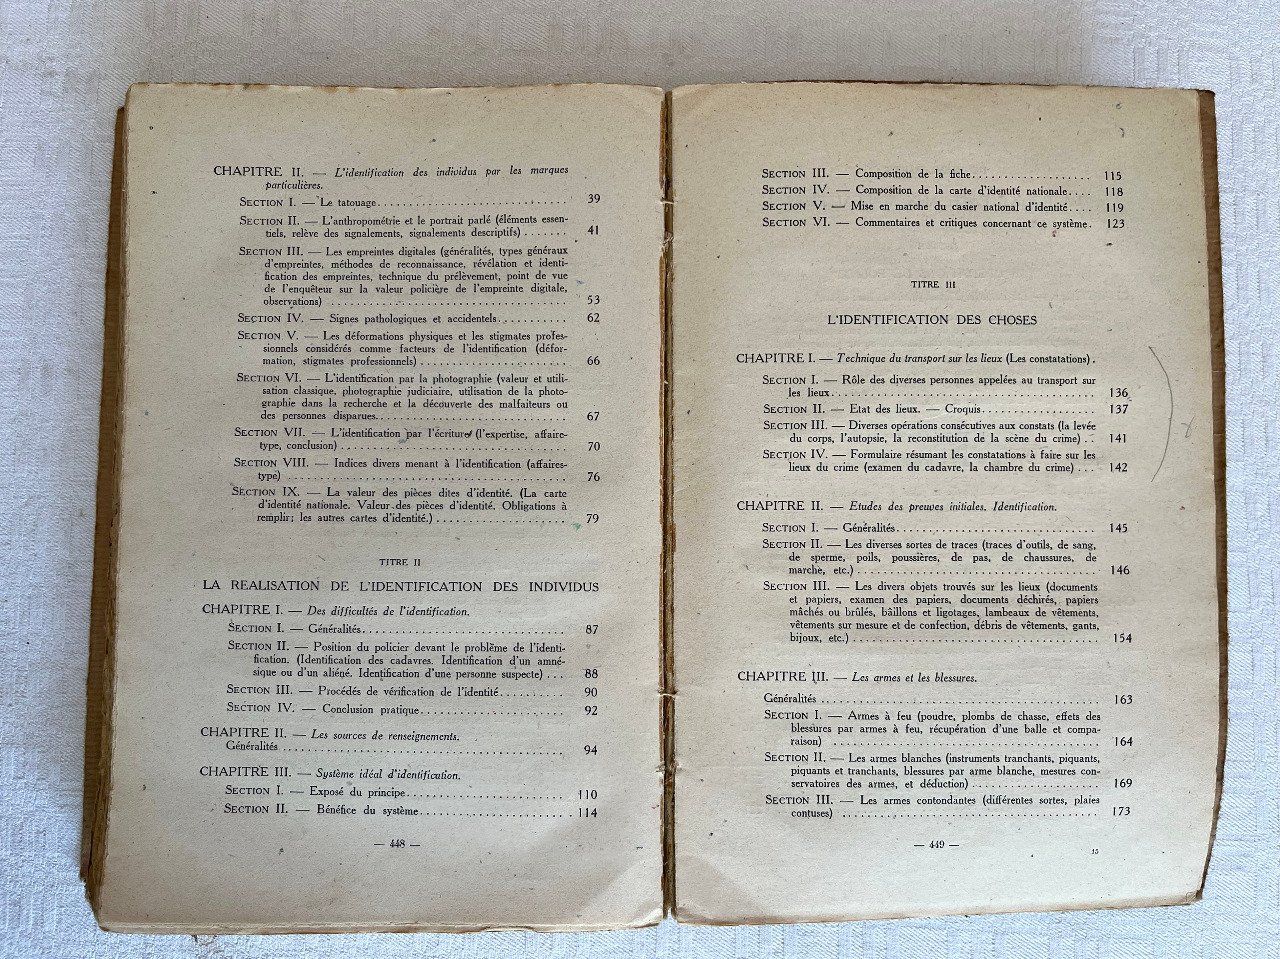 CHAPITRE II. — L'identification des individus par les marques
particulières.
SECTION I. — Le tatouage. . . . . . . . . . . . . . . . . . . . . . . . . . 39
SECTION II. — L'anthropométrie et le portrait parlé (éléments essen-
tiels, relève des signalements, signalements descriptifs) . . . . . . . 41
SECTION III. — Les empreintes digitales (généralités, types généraux
d'empreintes, méthodes de reconnaissance, révélation et identi-
fication des empreintes, technique du prélèvement, point de vue
de l'enquêteur sur la valeur policière de l'empreinte digitale,
observations) . . . . . . . . . . . . . . . . . . . . . . . . . . . . . . . . 53
SECTION IV. — Signes pathologiques et accidentels . . . . . . . . . . . 62
SECTION V. — Les déformations physiques et les stigmates profes-
sionnels considérés comme facteurs de l'identification (défor-
mation, stigmates professionnels) . . . . . . . . . . . . . . . . . . . . 66
SECTION VI. — L'identification par la photographie (valeur et utili-
sation classique, photographie judiciaire, utilisation de la photo-
graphie dans la recherche et la découverte des malfaiteurs ou
des personnes disparues. . . . . . . . . . . . . . . . . . . . . . . . . . 67
SECTION VII. — L'identification par l'écriture (l'expertise, affaire-
type, conclusion) . . . . . . . . . . . . . . . . . . . . . . . . . . . . . . 70
SECTION VIII. — Indices divers menant à l'identification (affaires-
type) . . . . . . . . . . . . . . . . . . . . . . . . . . . . . . . . . . . . . 76
SECTION IX. — La valeur des pièces dites d'identité. (La carte
d'identité nationale. Valeur des pièces d'identité. Obligations à
remplir; les autres cartes d'identité.) . . . . . . . . . . . . . . . . . . 79
TITRE II
LA REALISATION DE L'IDENTIFICATION DES INDIVIDUS
CHAPITRE I. — Des difficultés de l'identification.
SECTION I. — Généralités. . . . . . . . . . . . . . . . . . . . . . . . . . 87
SECTION II. — Position du policier devant le problème de l'identi-
fication. (Identification des cadavres. Identification d'un amné-
sique ou d'un aliéné. Identification d'une personne suspecte) . . . 88
SECTION III. — Procédés de vérification de l'identité . . . . . . . . . . 90
SECTION IV. — Conclusion pratique . . . . . . . . . . . . . . . . . . . . 92
CHAPITRE II. — Les sources de renseignements.
Généralités . . . . . . . . . . . . . . . . . . . . . . . . . . . . . . . . . . 94
CHAPITRE III. — Système idéal d'identification.
SECTION I. — Exposé du principe . . . . . . . . . . . . . . . . . . . . . 110
SECTION II. — Bénéfice du système . . . . . . . . . . . . . . . . . . . . 114
— 448 —
SECTION III. — Composition de la fiche. . . . . . . . . . . . . . . . . . 115
SECTION IV. — Composition de la carte d'identité nationale. . . . 118
SECTION V. — Mise en marche du casier national d'identité . . . . 119
SECTION VI. — Commentaires et critiques concernant ce système. 123
TITRE III
L'IDENTIFICATION DES CHOSES
CHAPITRE I. — Technique du transport sur les lieux (Les constatations).
SECTION I. — Rôle des diverses personnes appelées au transport sur
les lieux. . . . . . . . . . . . . . . . . . . . . . . . . . . . . . . . . . . . 136
SECTION II. — Etat des lieux. — Croquis . . . . . . . . . . . . . . . . . 137
SECTION III. — Diverses opérations consécutives aux constats (la levée
du corps, l'autopsie, la reconstitution de la scène du crime) . . 141
SECTION IV. — Formulaire résumant les constatations à faire sur les
lieux du crime (examen du cadavre, la chambre du crime) . . . 142
CHAPITRE II. — Etudes des preuves initiales. Identification.
SECTION I. — Généralités . . . . . . . . . . . . . . . . . . . . . . . . . . 145
SECTION II. — Les diverses sortes de traces (traces d'outils, de sang,
de sperme, poils, poussières, de pas, de chaussures, de
marche, etc.) . . . . . . . . . . . . . . . . . . . . . . . . . . . . . . . . . 146
SECTION III. — Les divers objets trouvés sur les lieux (documents
et papiers, examen des papiers, documents déchirés, papiers
mâchés ou brûlés, bâillons et ligotages, lambeaux de vêtements,
vêtements sur mesure et de confection, débris de vêtements, gants,
bijoux, etc.) . . . . . . . . . . . . . . . . . . . . . . . . . . . . . . . . . . 154
CHAPITRE III. — Les armes et les blessures.
Généralités . . . . . . . . . . . . . . . . . . . . . . . . . . . . . . . . . . 163
SECTION I. — Armes à feu (poudre, plombs de chasse, effets des
blessures par armes à feu, récupération d'une balle et compa-
raison) . . . . . . . . . . . . . . . . . . . . . . . . . . . . . . . . . . . . . 164
SECTION II. — Les armes blanches (instruments tranchants, piquants,
piquants et tranchants, blessures par arme blanche, mesures con-
servatoires des armes, et déduction) . . . . . . . . . . . . . . . . . . 169
SECTION III. — Les armes contondantes (différentes sortes, plaies
contuses) . . . . . . . . . . . . . . . . . . . . . . . . . . . . . . . . . . . 173
— 449 —
15